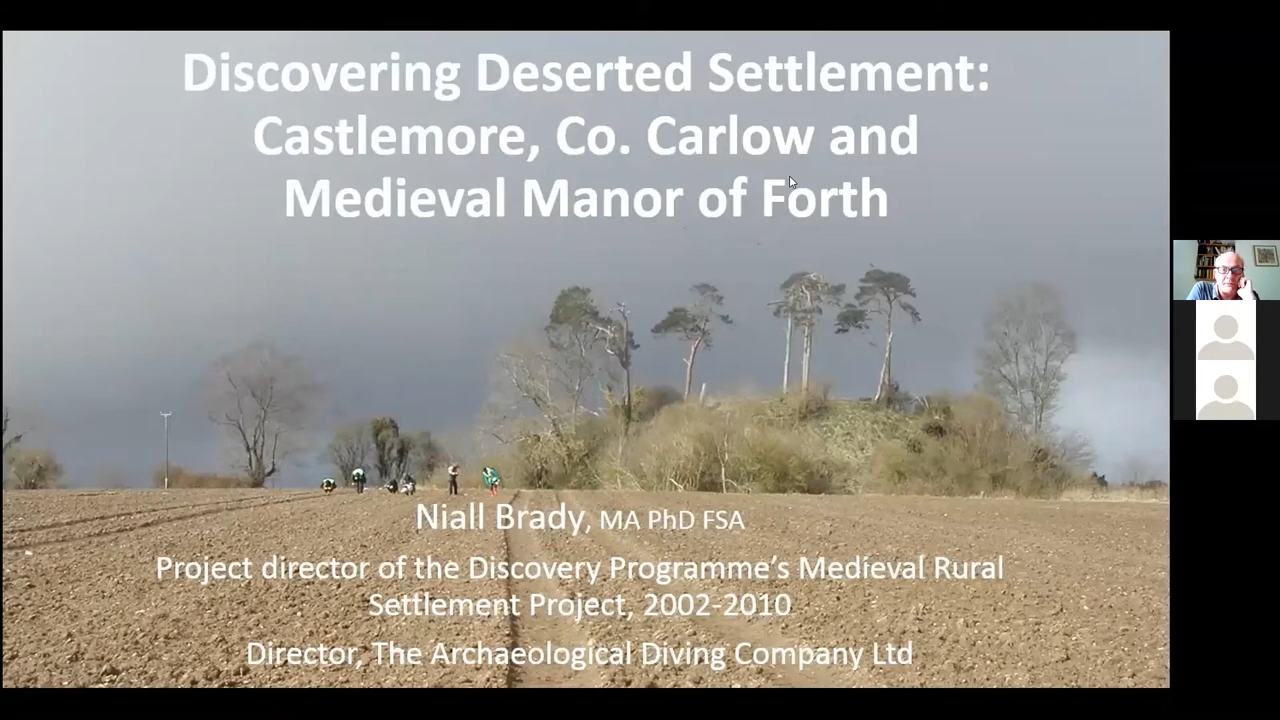 Discovering Deserted Settlement:
Castlemore, Co. Carlow and
Medieval Manor of Forth
Niall Brady, MA PhD FSA
Project director of the Discovery Programme’s Medieval Rural
Settlement Project, 2002-2010
Director, The Archaeological Diving Company Ltd